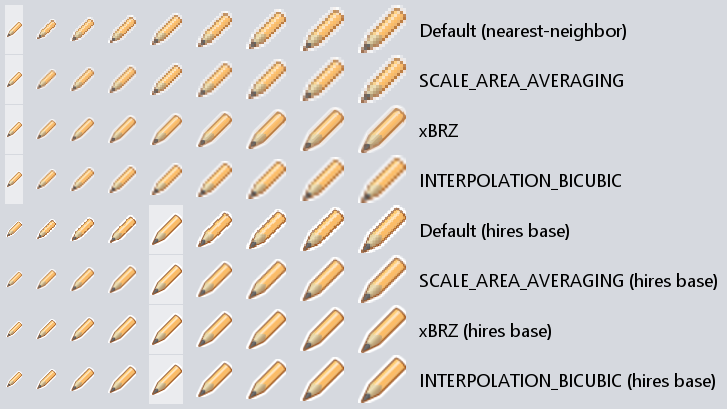 Default (nearest-neighbor)
SCALE_AREA_AVERAGING
xBRZ
INTERPOLATION_BICUBIC
Default (hires base)
SCALE_AREA_AVERAGING (hires base)
xBRZ (hires base)
INTERPOLATION_BICUBIC (hires base)